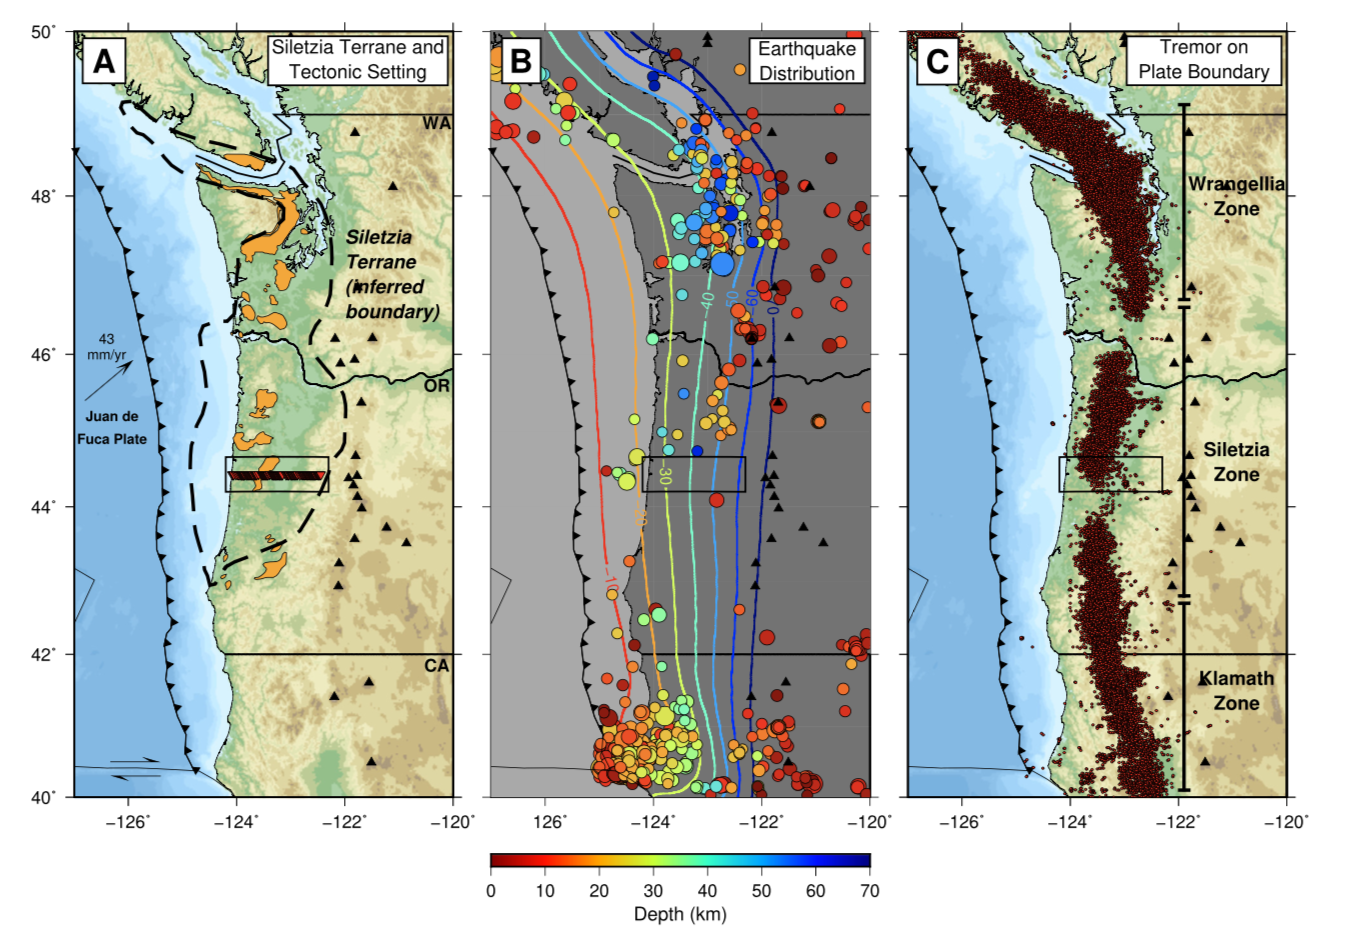 A
Siletzia Terrane and
Tectonic Setting
WA
Siletzia
Terrane
(inferred
boundary)
43
mm/yr
OR
Juan de
Fuca Plate
CA
50°
48°
46°
44°
42°
40°
−126°
−124°
−122°
−120°
B
Earthquake
Distribution
40
50
60
0
−30
−20
−10
126°
−124°
−122°
−120°
0
10
20
30
40
50
60
70
Depth (km)
C
Tremor on
Plate Boundary
Wrangellia
Zone
Siletzia
Zone
Klamath
Zone
−126°
−124°
−122°
−120°